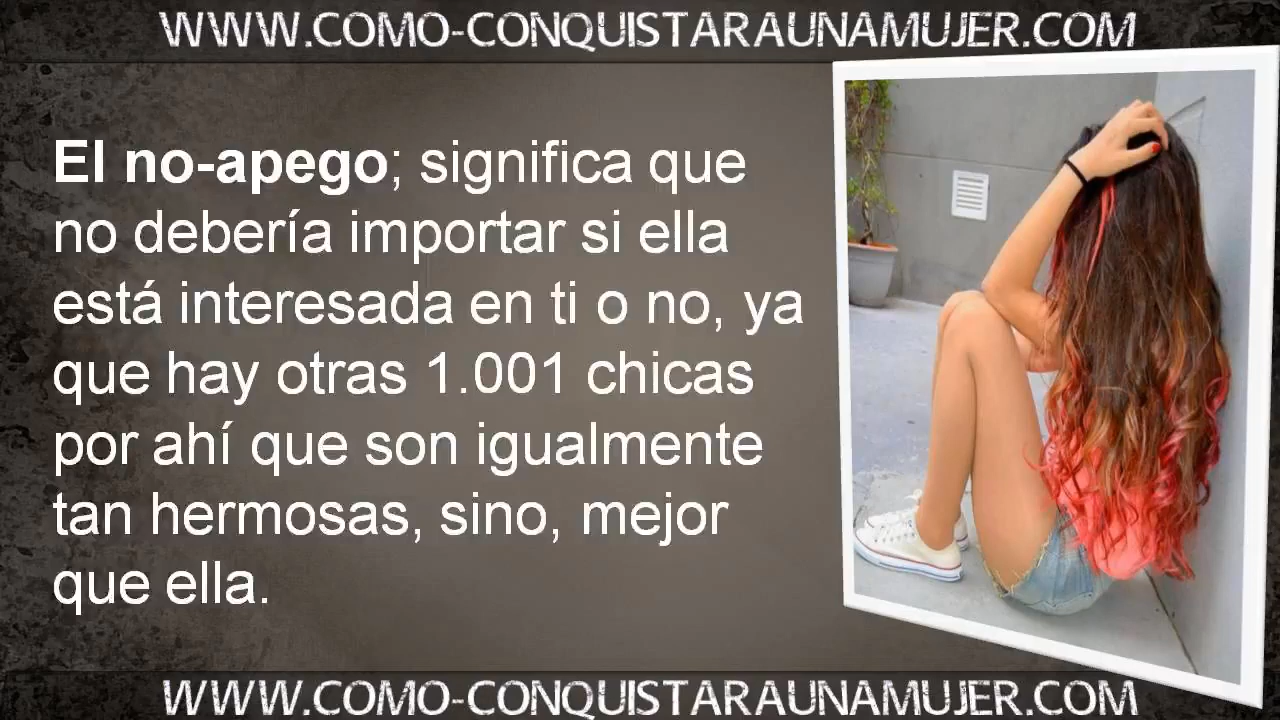 WWW.COMO-CONQUISTARAUNAMUJER.COM
El no-apego; significa que
no debería importar si ella
está interesada en ti o no, ya
que hay otras 1.001 chicas
por ahí que son igualmente
tan hermosas, sino, mejor
que ella.
WWW.COMO-CONQUISTARAUNAMUJER.COM